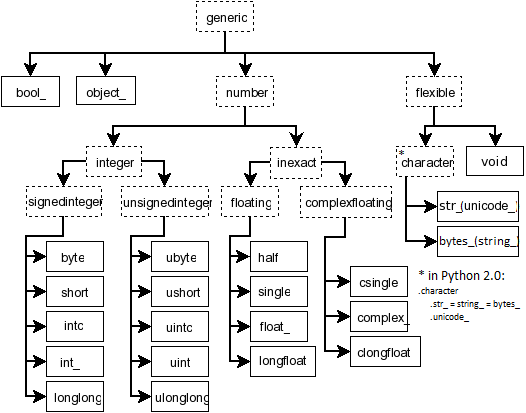 generic
bool_
object_
number
flexible
integer
inexact
*
character
void
signedinteger
unsignedinteger
floating
complexfloating
str_(unicode_)
bytes_(string_)
byte
ubyte
half
short
ushort
single
csingle
intc
uintc
float_
complex_
int_
uint
longfloat
clongfloat
longlong
ulonglong
* in Python 2.0:
.character
.str_ = string_ = bytes_
.unicode_